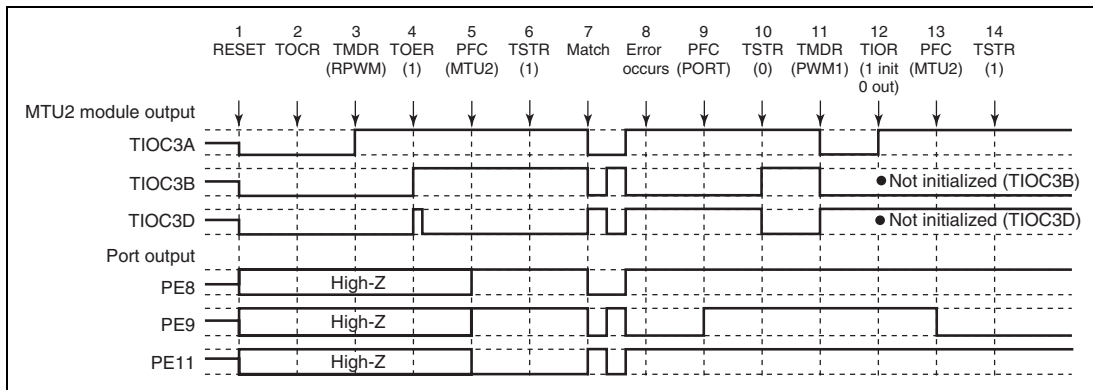 1 2 3 4 5 6 7 8 9 10 11 12 13 14
RESET TOCR TMDR TOER PFC TSTR Match Error PFC TSTR TMDR TIOR PFC TSTR
(RPWM) (1) (MTU2) (1) occurs (PORT) (0) (PWM1) (1 init (MTU2) (1)
0 out)
MTU2 module output
TIOC3A
TIOC3B
● Not initialized (TIOC3B)
TIOC3D
● Not initialized (TIOC3D)
Port output
PE8 High-Z
PE9 High-Z
PE11 High-Z